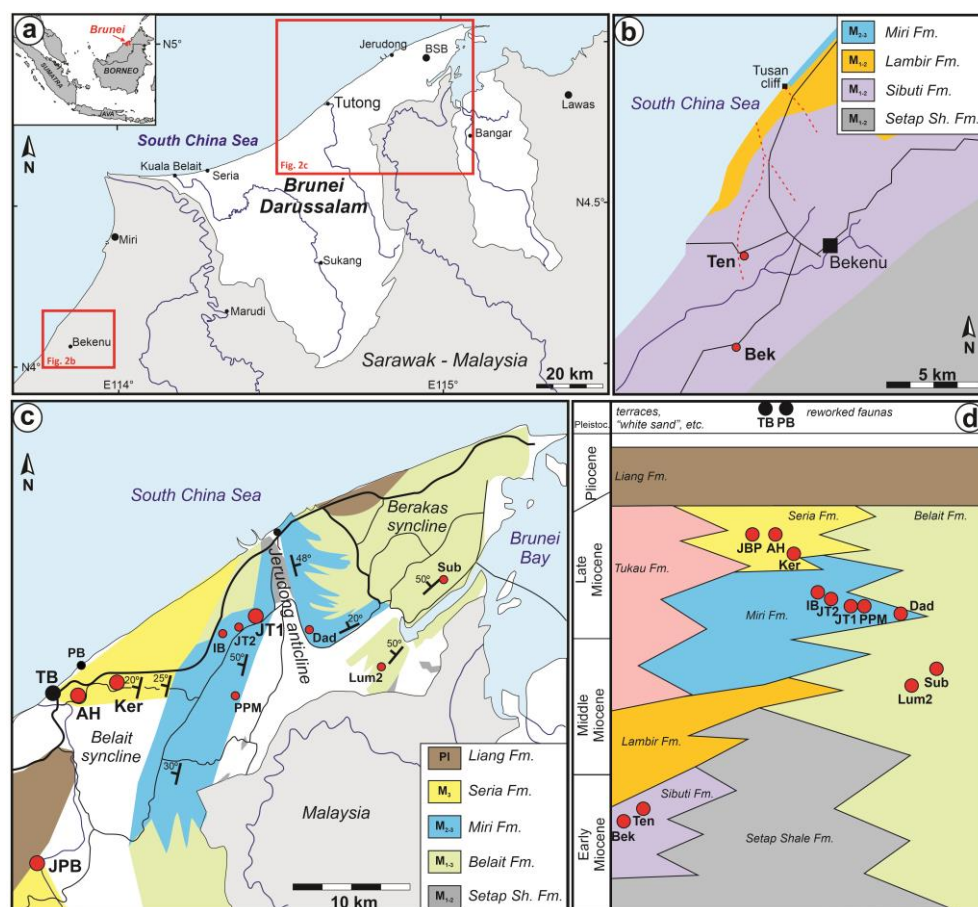 a
Brunei
N5°
SUMATRA
BORNEO
JAVA
N
Jerudong
BSB
Tutong
Lawas
Bangar
South China Sea
Fig. 2c
Kuala Belait
Seria
Brunei
Darussalam
N4.5°
Miri
Sukang
Marudi
Bekenu
Fig. 2b
N4°
Sarawak - Malaysia
20 km
E114°
E115°
b
M2-3 Miri Fm.
M1-2 Lambir Fm.
M1-2 Sibuti Fm.
M1-2 Setap Sh. Fm.
Tusan
cliff
South China Sea
Ten
Bekenu
Bek
N
5 km
c
N
South China Sea
Berakas
syncline
Brunei
Bay
Jerudong anticline
48°
50°
Sub
JT1
JT2
IB
Dad
20°
50°
50°
Lum2
PB
TB
AH
Ker
20°
25°
PPM
Belait
syncline
30°
Malaysia
JPB
10 km
Pl Liang Fm.
M3 Seria Fm.
M2-3 Miri Fm.
M1-3 Belait Fm.
M1-2 Setap Sh. Fm.
d
Pleistoc.
terraces,
"white sand", etc.
TB PB
reworked faunas
Pliocene
Liang Fm.
Late
Miocene
Seria Fm.
Belait Fm.
JBP AH
Ker
Tukau Fm.
Miri Fm.
IB
JT2
JT1 PPM
Dad
Middle
Miocene
Sub
Lum2
Lambir Fm.
Early
Miocene
Sibuti Fm.
Ten
Bek
Setap Shale Fm.